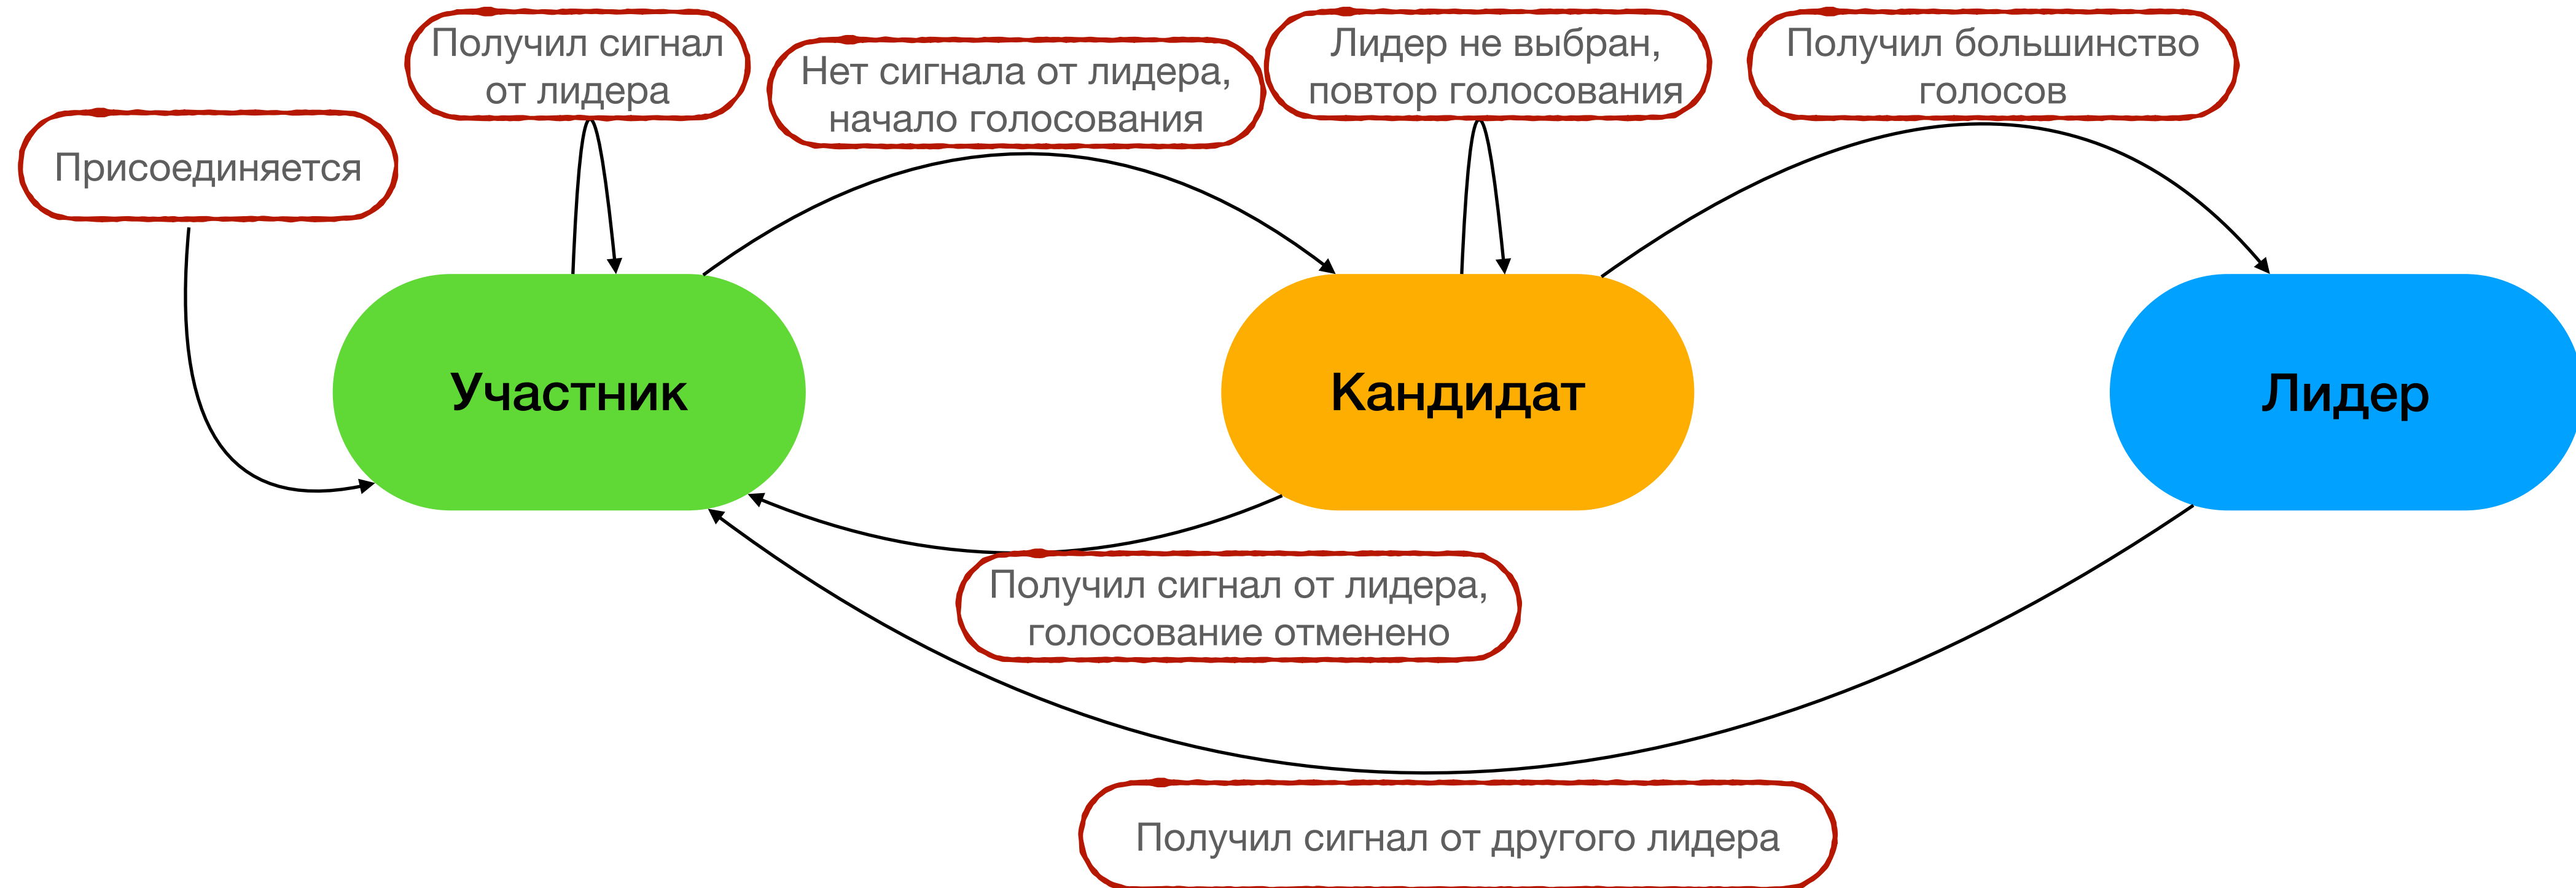 Получил сигнал
от лидера
Нет сигнала от лидера,
начало голосования
Лидер не выбран,
повтор голосования
Получил большинство
голосов
Присоединяется
Участник
Кандидат
Лидер
Получил сигнал от лидера,
голосование отменено
Получил сигнал от другого лидера